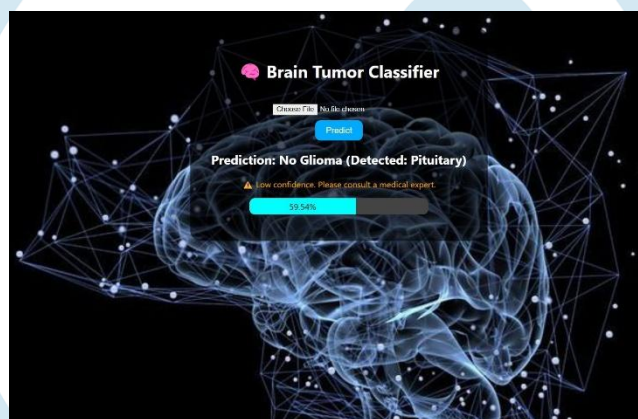 Brain Tumor Classifier
Choose File No file chosen
Predict
Prediction: No Glioma (Detected: Pituitary)
Low confidence. Please consult a medical expert.
59.54%